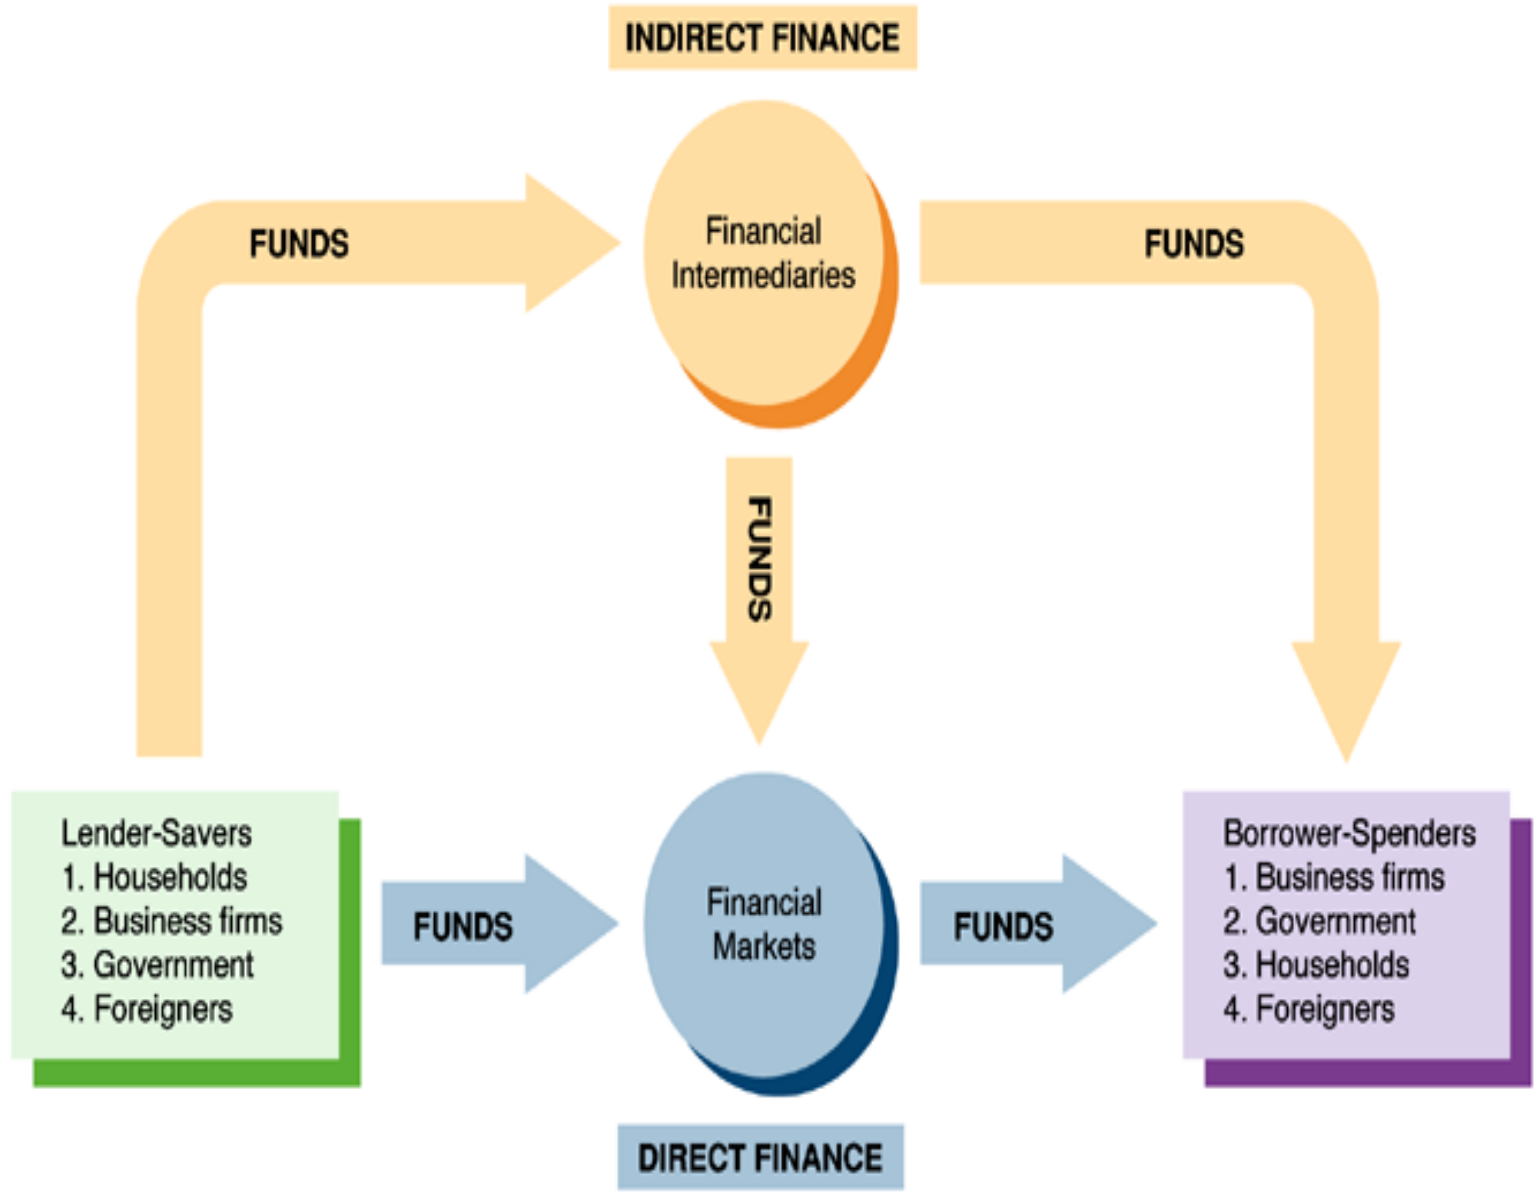 INDIRECT FINANCE
FUNDS
Financial
Intermediaries
FUNDS
FUNDS
Lender-Savers
1. Households
2. Business firms
3. Government
4. Foreigners
FUNDS
Financial
Markets
FUNDS
Borrower-Spenders
1. Business firms
2. Government
3. Households
4. Foreigners
DIRECT FINANCE